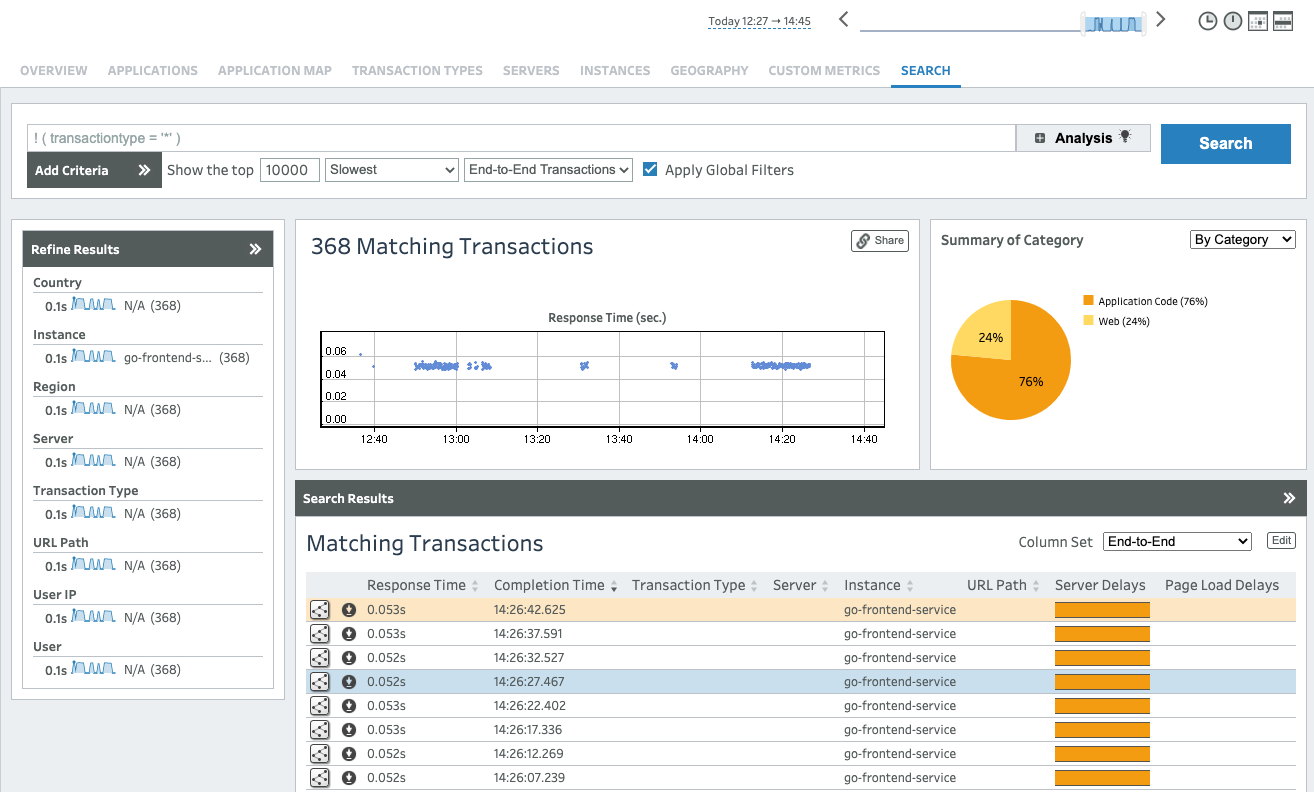 Today 12:27 → 14:45
OVERVIEW APPLICATIONS APPLICATION MAP TRANSACTION TYPES SERVERS INSTANCES GEOGRAPHY CUSTOM METRICS SEARCH
! ( transactiontype = '*' )
Analysis
Search
Add Criteria
Show the top 10000 Slowest End-to-End Transactions Apply Global Filters
Refine Results
Country
0.1s N/A (368)
Instance
0.1s go-frontend-s... (368)
Region
0.1s N/A (368)
Server
0.1s N/A (368)
Transaction Type
0.1s N/A (368)
URL Path
0.1s N/A (368)
User IP
0.1s N/A (368)
User
0.1s N/A (368)
368 Matching Transactions
Share
Response Time (sec.)
0.06
0.04
0.02
0.00
12:40 13:00 13:20 13:40 14:00 14:20 14:40
Summary of Category
By Category
Application Code (76%)
Web (24%)
24%
76%
Search Results
Matching Transactions
Column Set End-to-End Edit
Response Time Completion Time Transaction Type Server Instance URL Path Server Delays Page Load Delays
0.053s 14:26:42.625 go-frontend-service
0.053s 14:26:37.591 go-frontend-service
0.052s 14:26:32.527 go-frontend-service
0.052s 14:26:27.467 go-frontend-service
0.053s 14:26:22.402 go-frontend-service
0.053s 14:26:17.336 go-frontend-service
0.052s 14:26:12.269 go-frontend-service
0.052s 14:26:07.239 go-frontend-service